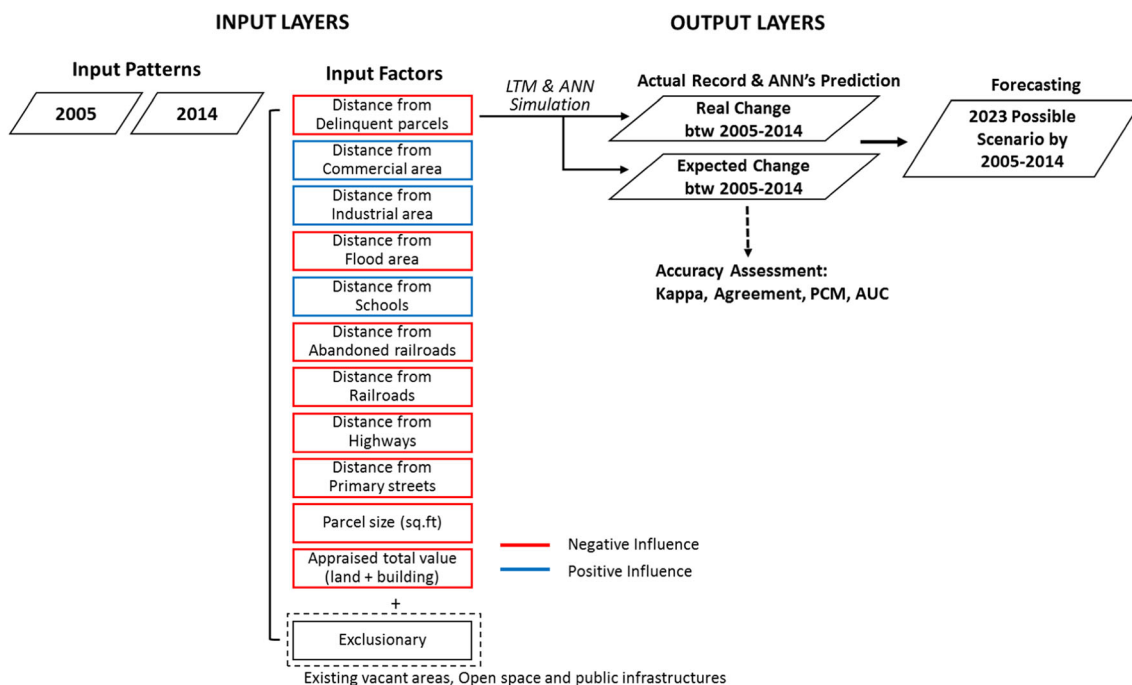 INPUT LAYERS
OUTPUT LAYERS
Input Patterns
2005
2014
Input Factors
Distance from
Delinquent parcels
Distance from
Commercial area
Distance from
Industrial area
Distance from
Flood area
Distance from
Schools
Distance from
Abandoned railroads
Distance from
Railroads
Distance from
Highways
Distance from
Primary streets
Parcel size (sq.ft)
Appraised total value
(land + building)
+
Exclusionary
Existing vacant areas, Open space and public infrastructures
LTM & ANN
Simulation
Actual Record & ANN's Prediction
Real Change
btw 2005-2014
Expected Change
btw 2005-2014
Accuracy Assessment:
Kappa, Agreement, PCM, AUC
Forecasting
2023 Possible
Scenario by
2005-2014
Negative Influence
Positive Influence